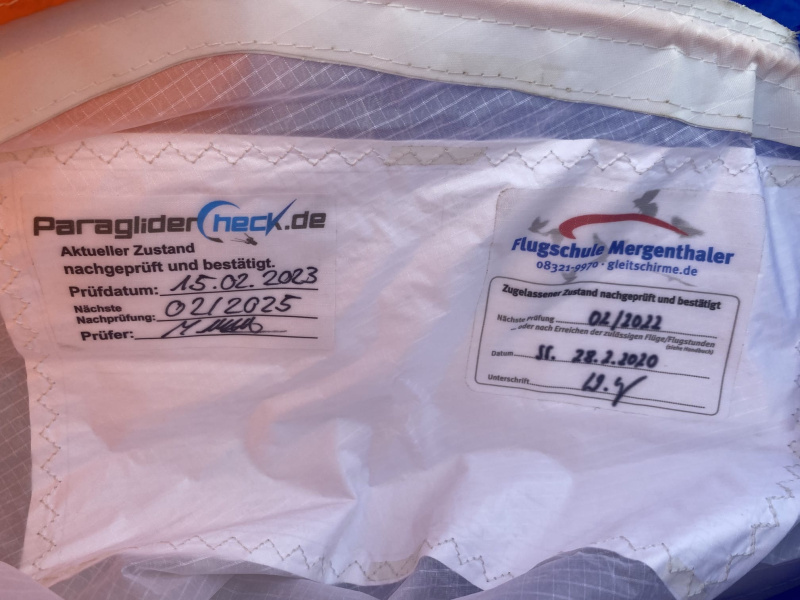 ParagliderCheck.de
Aktueller Zustand
nachgeprüft und bestätigt.
Prüfdatum: 15.02.2023
Nächste
Nachprüfung: 02/2025
Prüfer:
Flugschule Mergenthaler
08321-9970 · gleitschirme.de
Zugelassener Zustand nachgeprüft und bestätigt
Nächste Prüfung 02/2022
... oder nach Erreichen der zulässigen Flüge/Flugstunden
(siehe Handbuch)
Datum 28.2.2020
Unterschrift